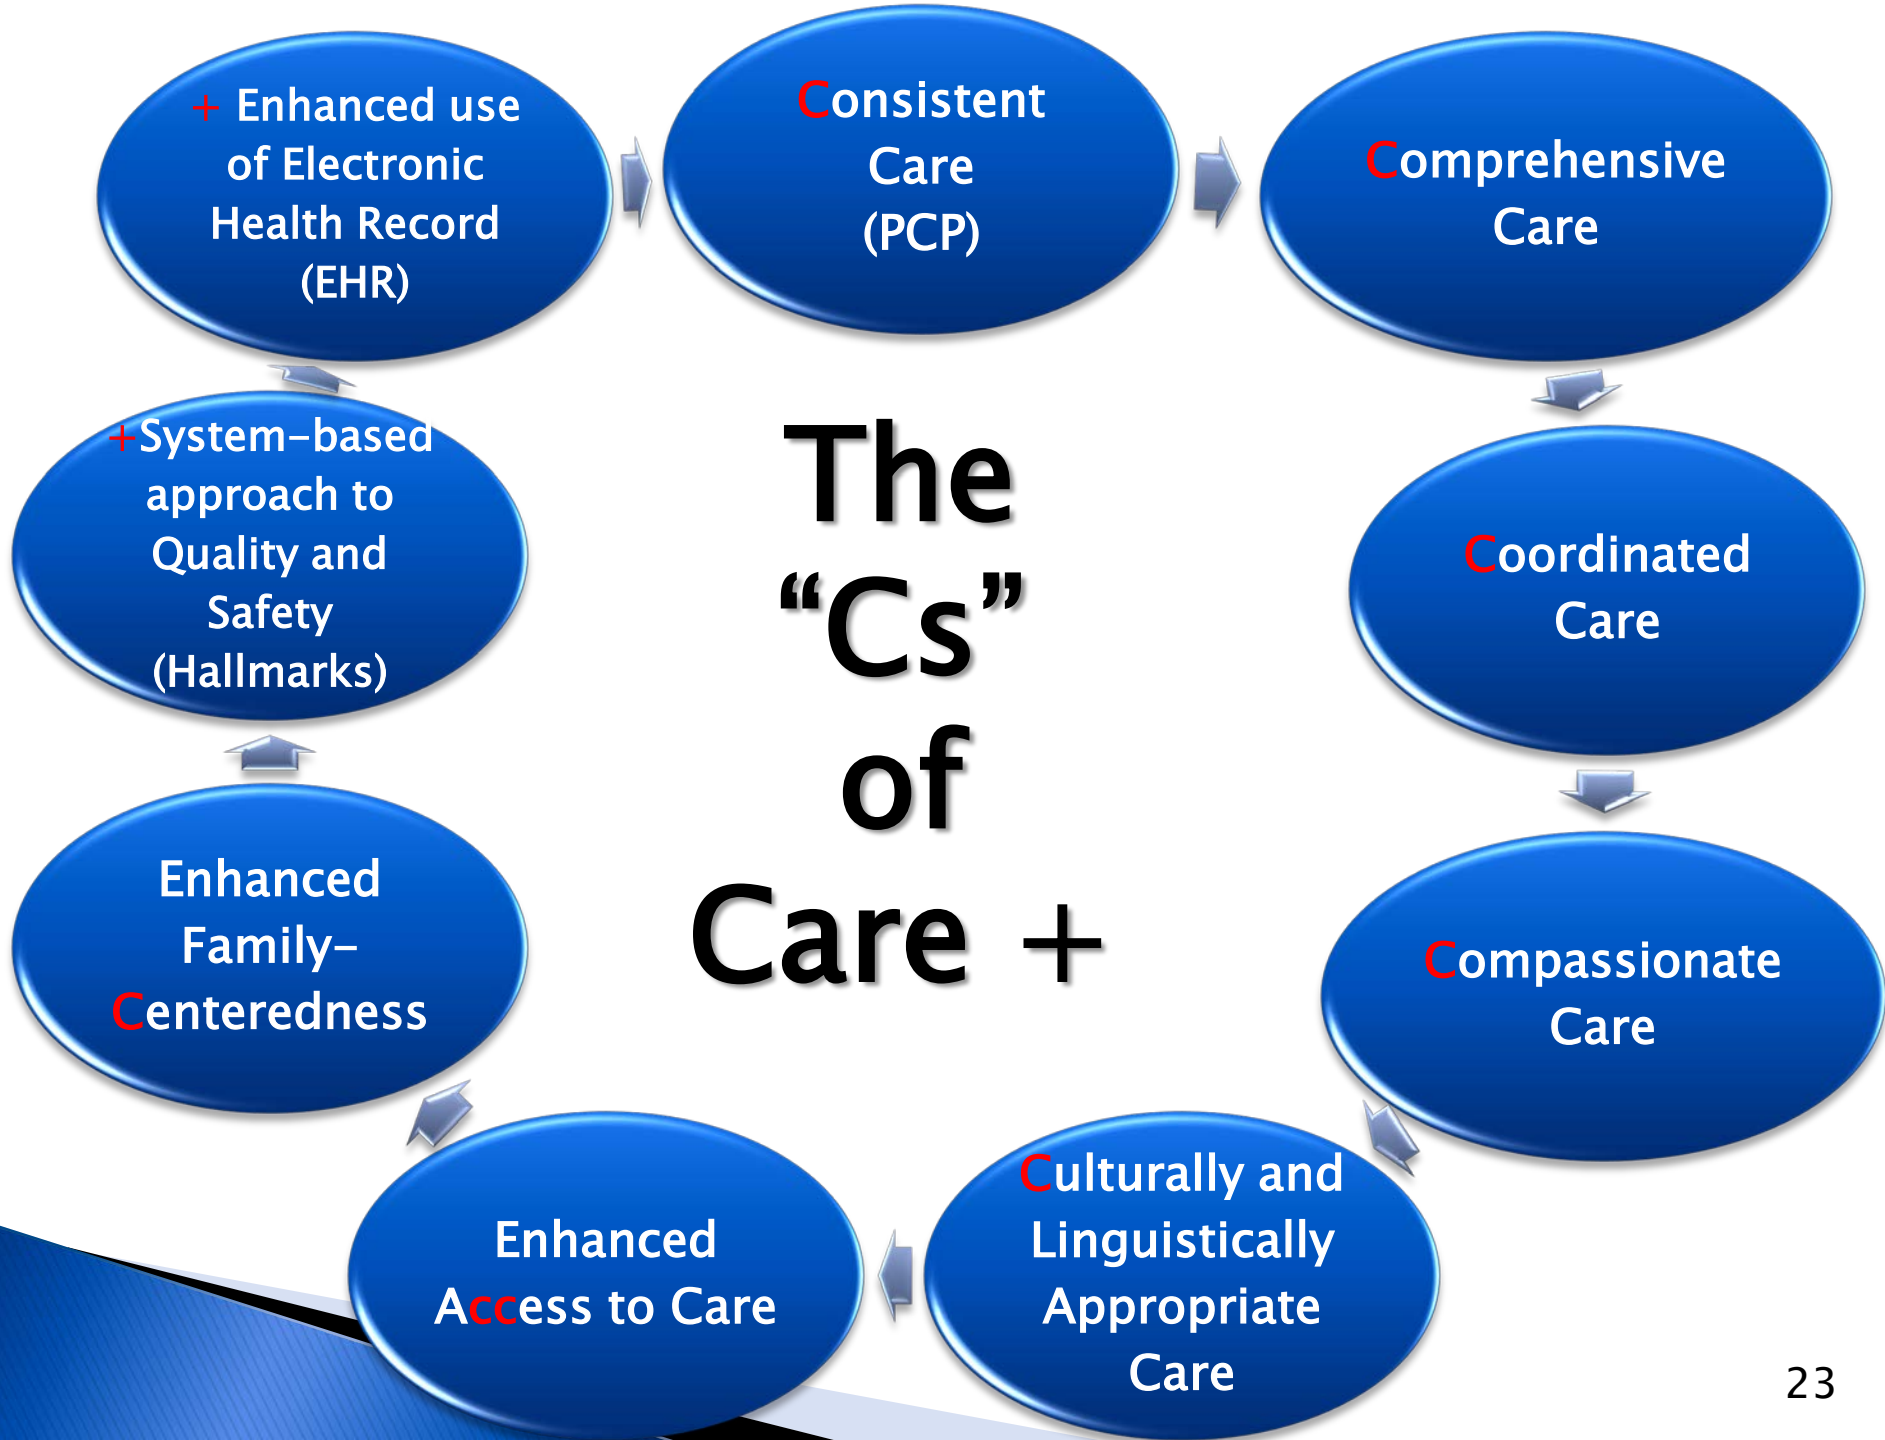 + Enhanced use
of Electronic
Health Record
(EHR)
Consistent
Care
(PCP)
Comprehensive
Care
Coordinated
Care
Compassionate
Care
Culturally and
Linguistically
Appropriate
Care
Enhanced
Access to Care
Enhanced
Family-
Centeredness
+System-based
approach to
Quality and
Safety
(Hallmarks)
The
“Cs”
of
Care +
23